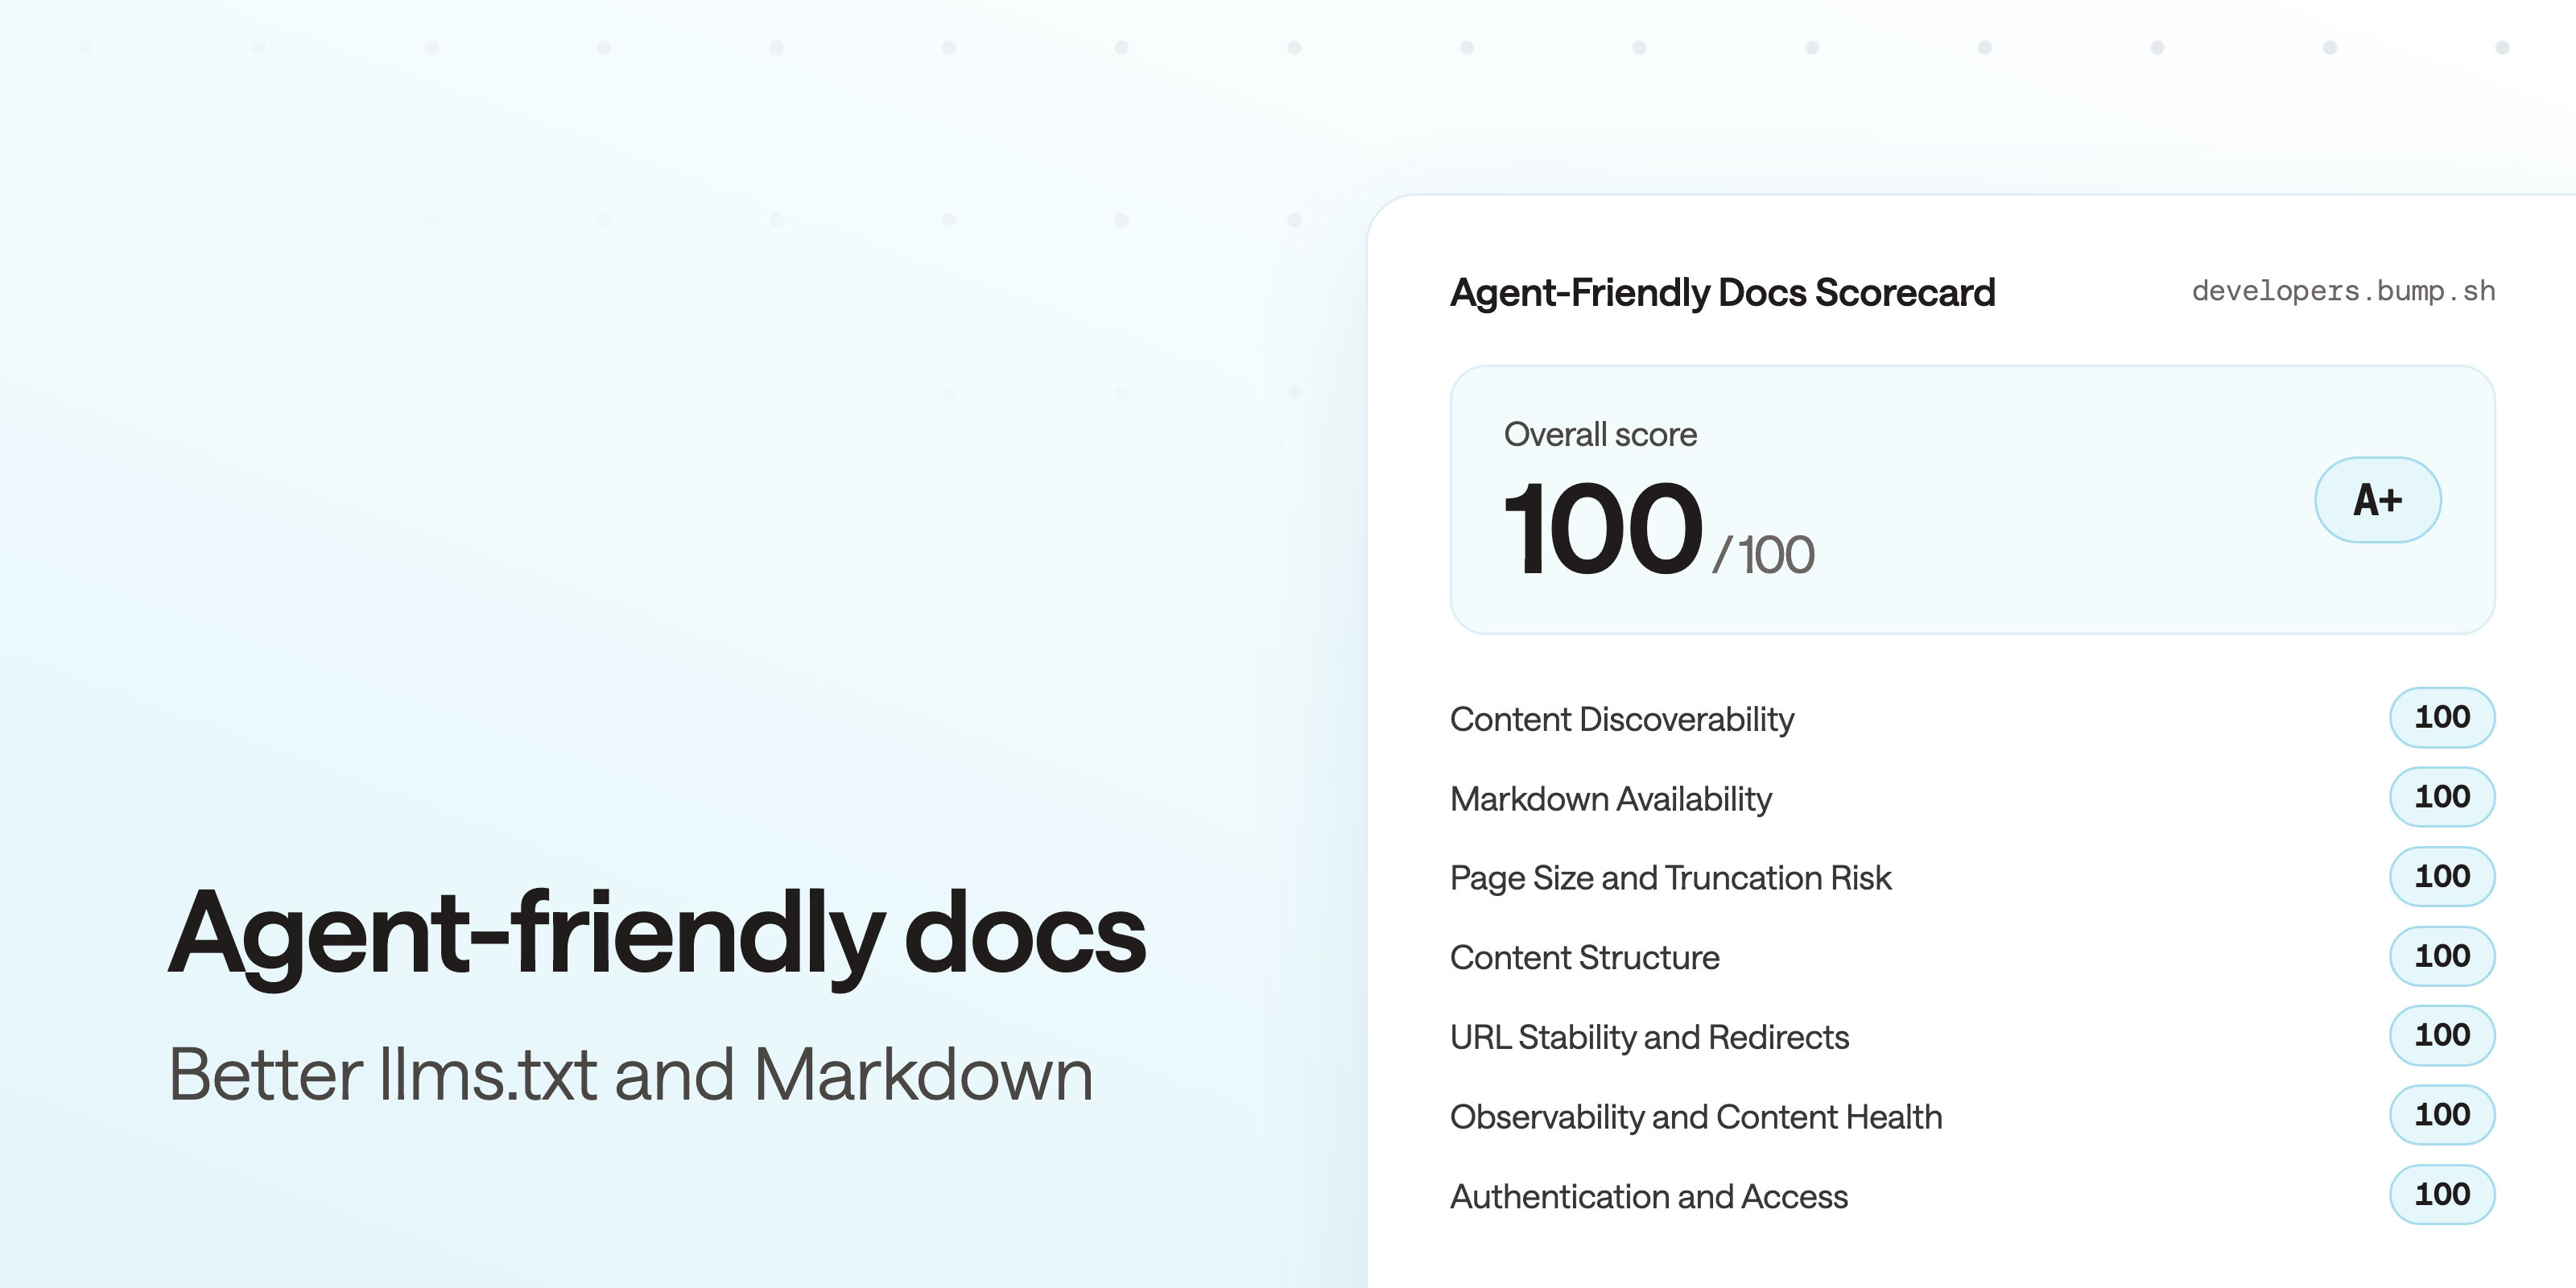 Agent-friendly docs
Better llms.txt and Markdown
Agent-Friendly Docs Scorecard developers.bump.sh
Overall score
100 /100 A+
Content Discoverability 100
Markdown Availability 100
Page Size and Truncation Risk 100
Content Structure 100
URL Stability and Redirects 100
Observability and Content Health 100
Authentication and Access 100